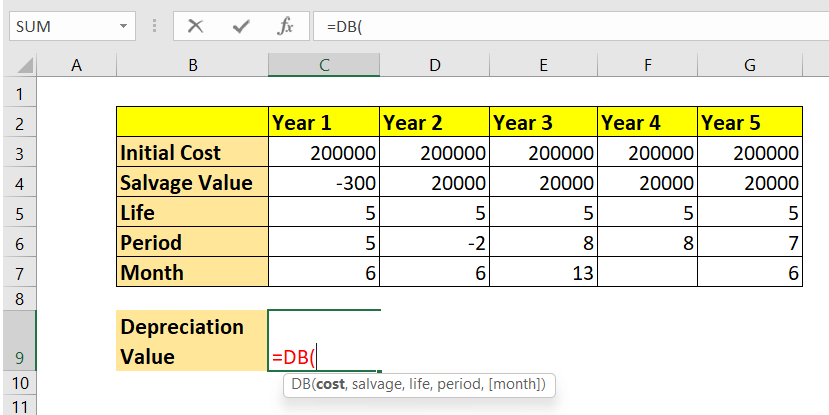 SUM =DB(
A B C D E F G
1
2 Year 1 Year 2 Year 3 Year 4 Year 5
3 Initial Cost 200000 200000 200000 200000 200000
4 Salvage Value -300 20000 20000 20000 20000
5 Life 5 5 5 5 5
6 Period 5 -2 8 8 7
7 Month 6 6 13 6
8
Depreciation
9 Value =DB(
10 DB(cost, salvage, life, period, [month])
11